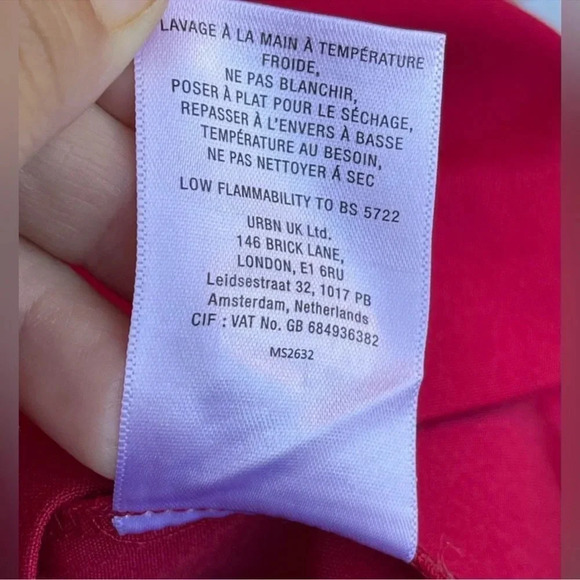 LAVAGE À LA MAIN À TEMPÉRATURE
FROIDE,
NE PAS BLANCHIR,
POSER À PLAT POUR LE SÉCHAGE,
REPASSER À L'ENVERS À BASSE
TEMPÉRATURE AU BESOIN,
NE PAS NETTOYER Á SEC
LOW FLAMMABILITY TO BS 5722
URBN UK Ltd.
146 BRICK LANE,
LONDON, E1 6RU
Leidsestraat 32, 1017 PB
Amsterdam, Netherlands
CIF : VAT No. GB 684936382
MS2632